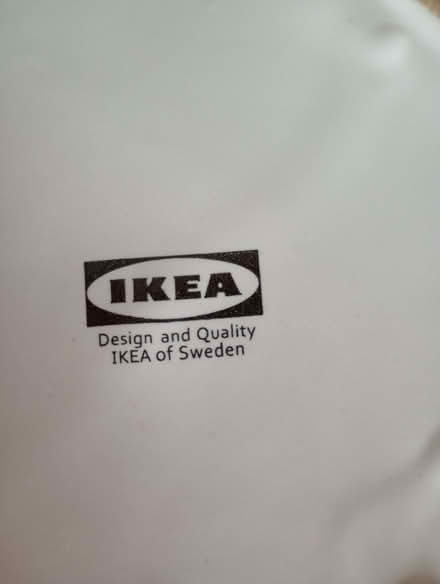 IKEA
Design and Quality
IKEA of Sweden